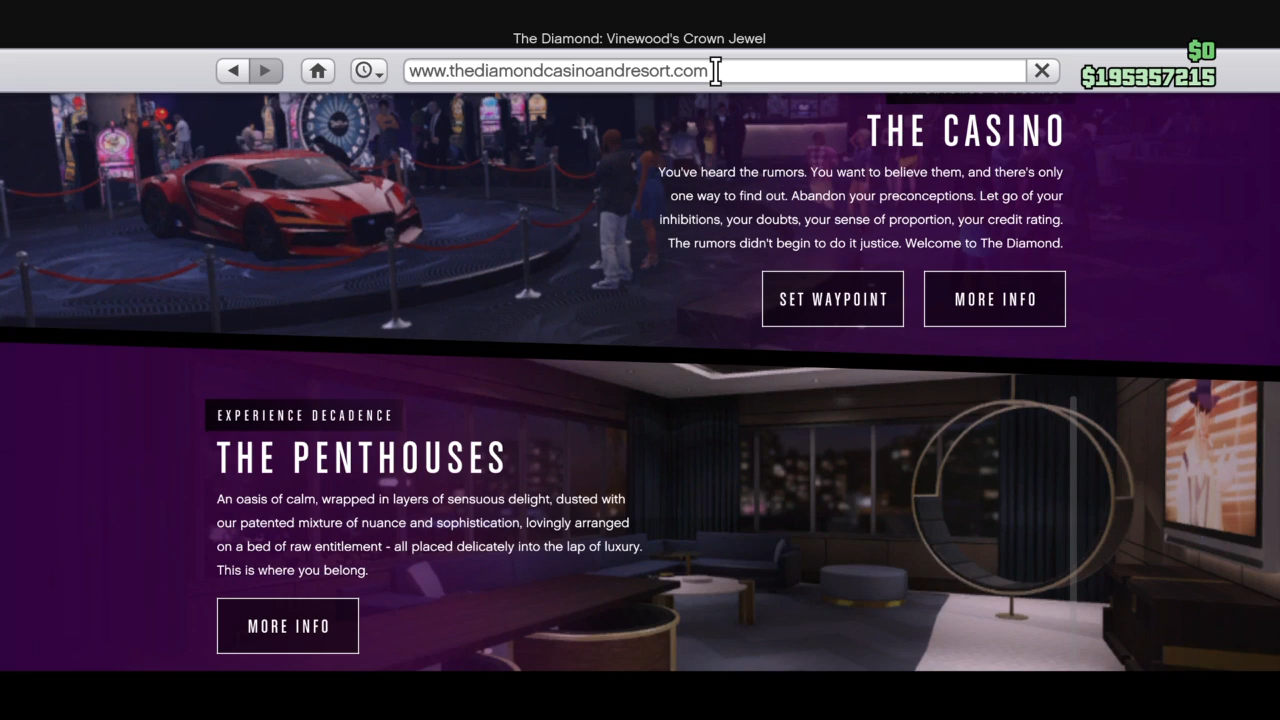 The Diamond: Vinewood's Crown Jewel
$0
www.thediamondcasinoandresort.com
$195357215
THE CASINO
You've heard the rumors. You want to believe them, and there's only
one way to find out. Abandon your preconceptions. Let go of your
inhibitions, your doubts, your sense of proportion, your credit rating.
The rumors didn't begin to do it justice. Welcome to The Diamond.
SET WAYPOINT
MORE INFO
EXPERIENCE DECADENCE
THE PENTHOUSES
An oasis of calm, wrapped in layers of sensuous delight, dusted with
our patented mixture of nuance and sophistication, lovingly arranged
on a bed of raw entitlement - all placed delicately into the lap of luxury.
This is where you belong.
MORE INFO